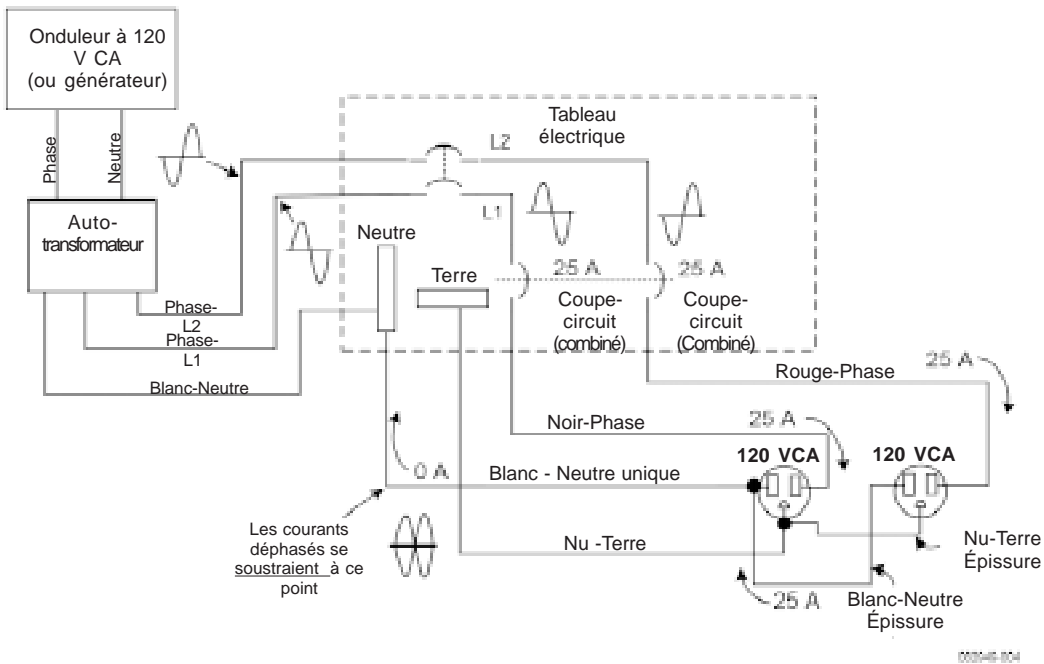 Onduleur à 120
V CA
(ou générateur)
Phase
Neutre
Auto-
transformateur
Phase-
L2
Phase-
L1
Blanc-Neutre
Tableau
électrique
L2
L1
Neutre
Terre
25 A
25 A
Coupe-
circuit
(combiné)
Coupe-
circuit
(Combiné)
Rouge-Phase
25 A
Noir-Phase
25 A
120 VCA
120 VCA
0 A
Blanc - Neutre unique
Les courants
déphasés se
soustraient à ce
point
Nu -Terre
Nu-Terre
Épissure
25 A
Blanc-Neutre
Épissure